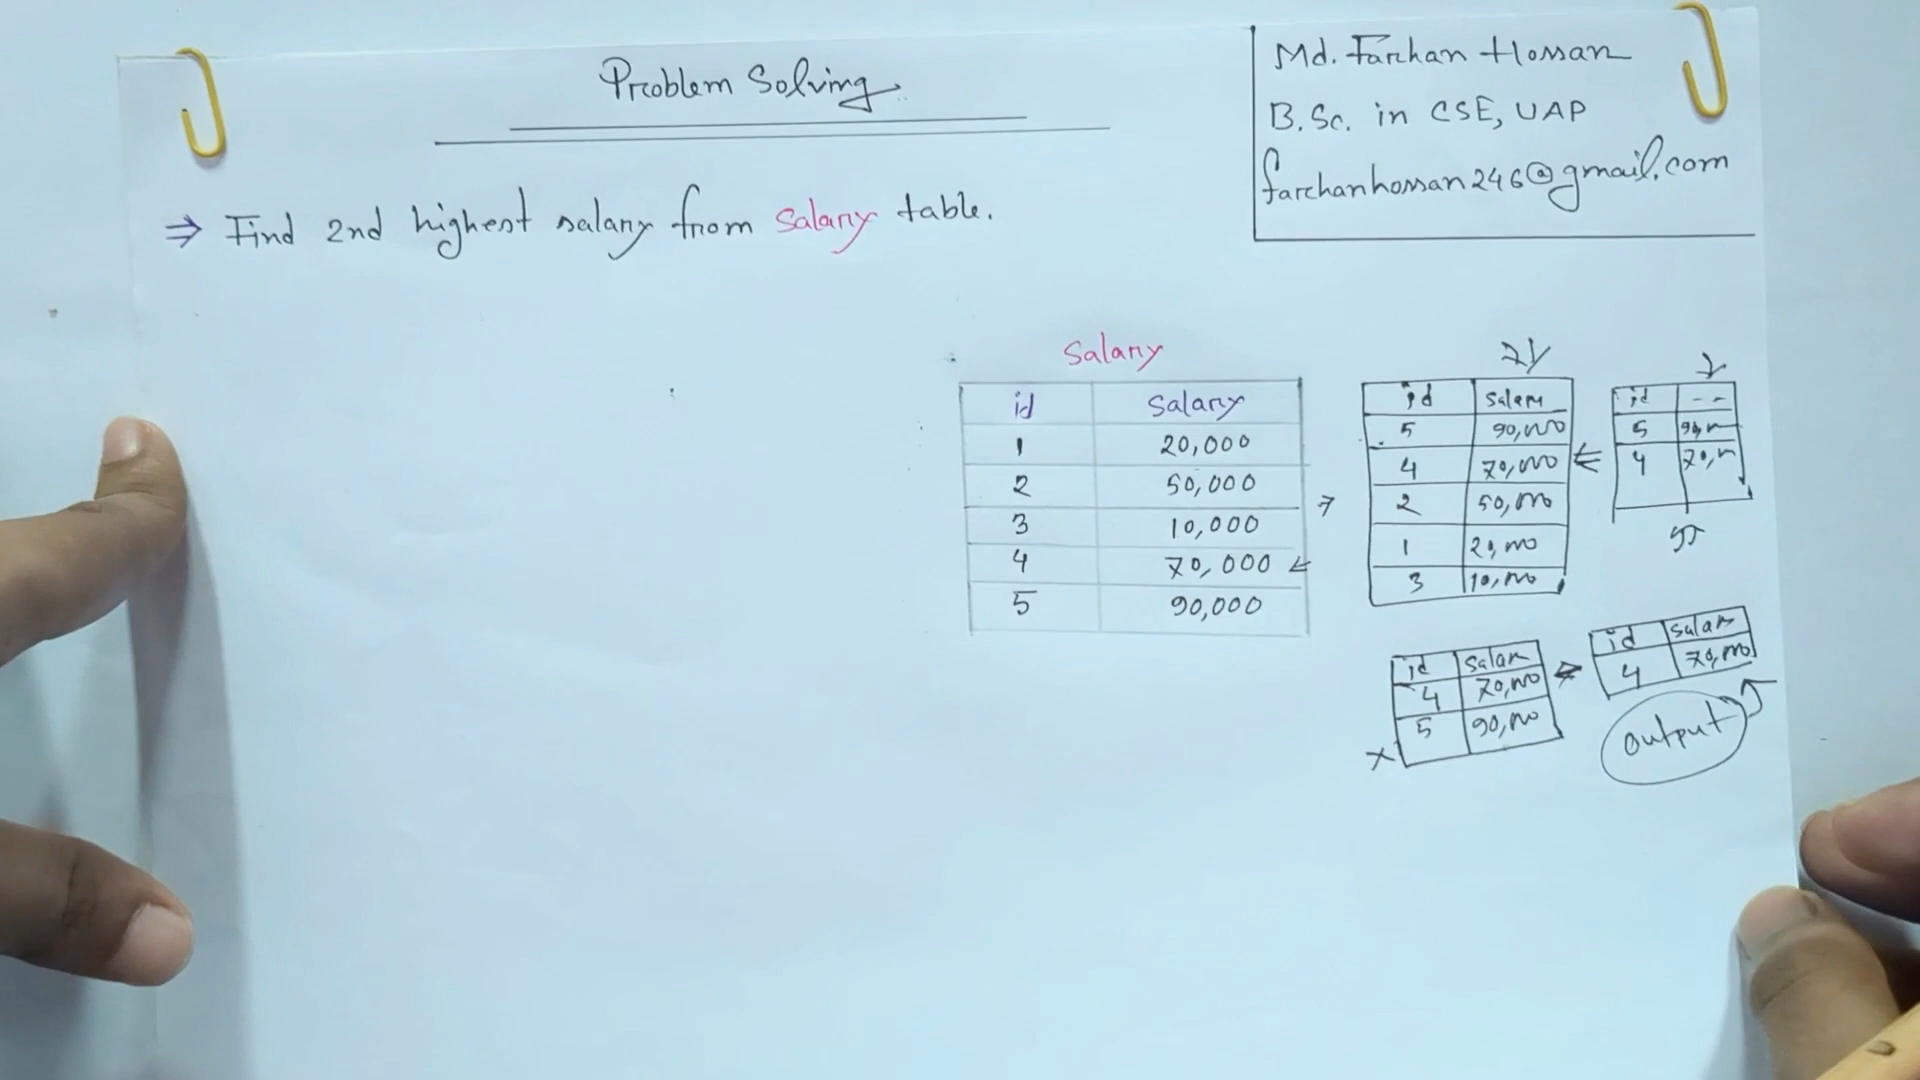 Problem Solving
Md. Farhan Hossan
B.Sc. in CSE, UAP
farhanhossan246@gmail.com
⇒ Find 2nd highest salary from Salary table.
Salary
id Salary
1 20,000
2 50,000
3 10,000
4 70,000
5 90,000
id Salary
5 90,000
4 70,000
2 50,000
1 20,000
3 10,000
id --
5
4
id Salary
4 70,000
5 90,000
id Salary
4 70,000
output